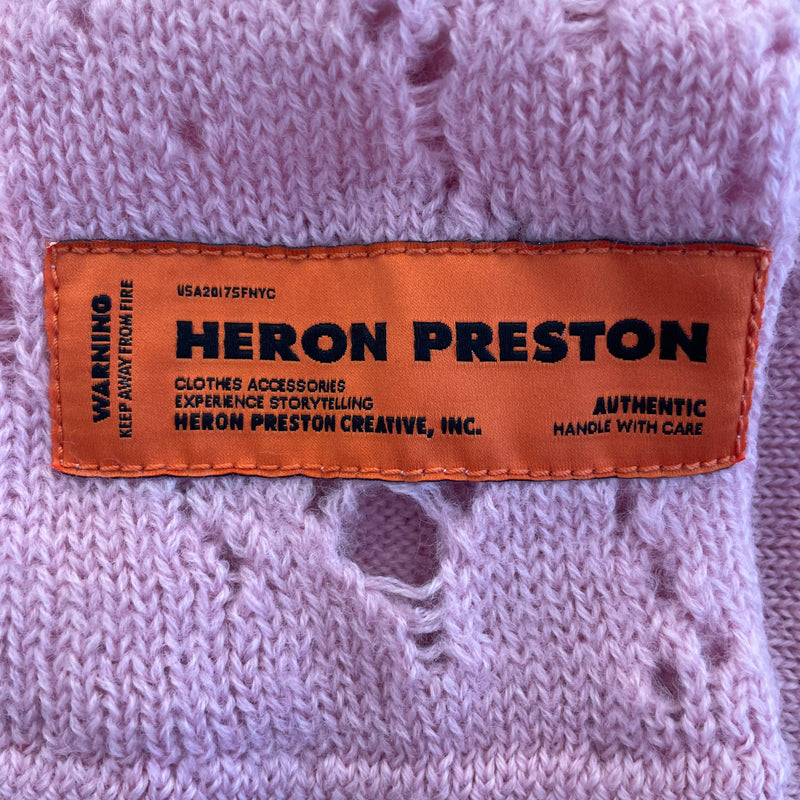 WARNING
KEEP AWAY FROM FIRE
USA2017SFNYC
HERON PRESTON
CLOTHES ACCESSORIES
EXPERIENCE STORYTELLING
HERON PRESTON CREATIVE, INC.
AUTHENTIC
HANDLE WITH CARE